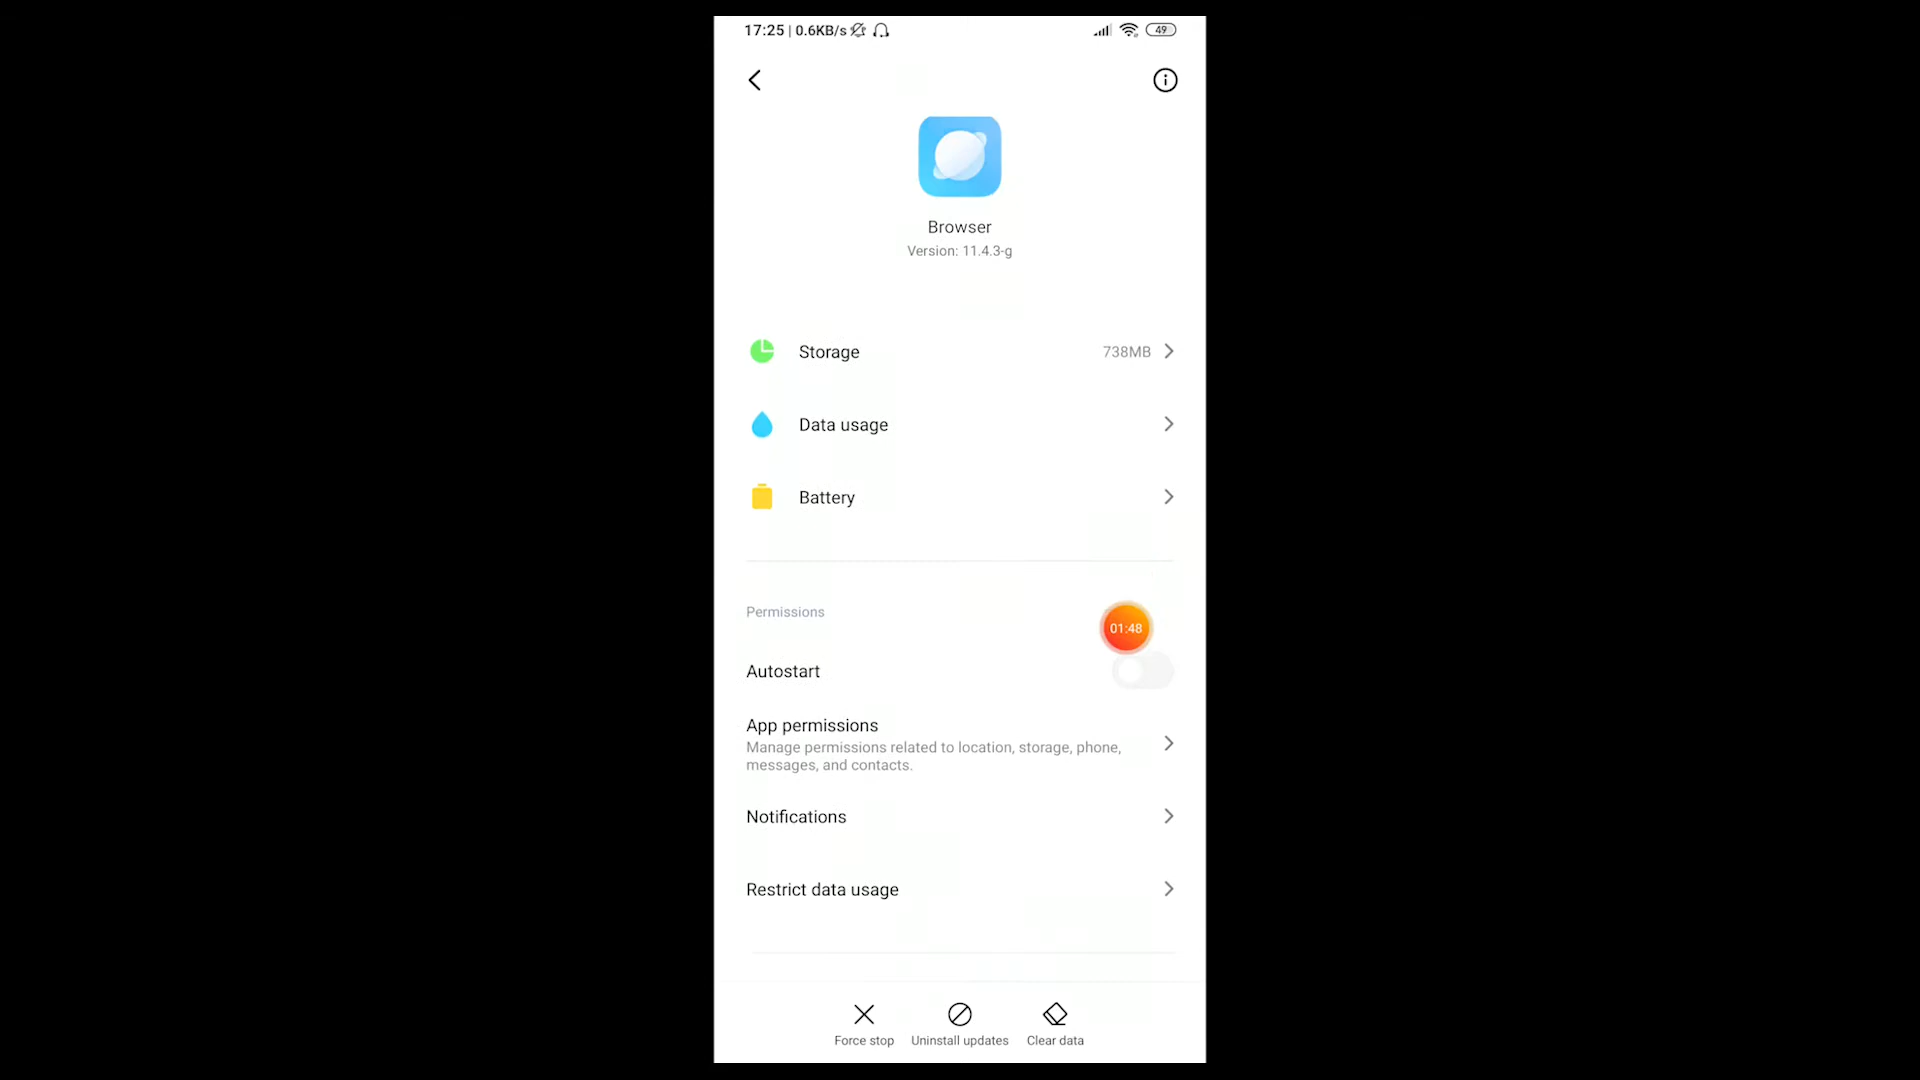 17:25 | 0.6KB/s 49
Browser
Version: 11.4.3-g
Storage 738MB
Data usage
Battery
Permissions
01:48
Autostart
App permissions
Manage permissions related to location, storage, phone,
messages, and contacts.
Notifications
Restrict data usage
Force stop Uninstall updates Clear data